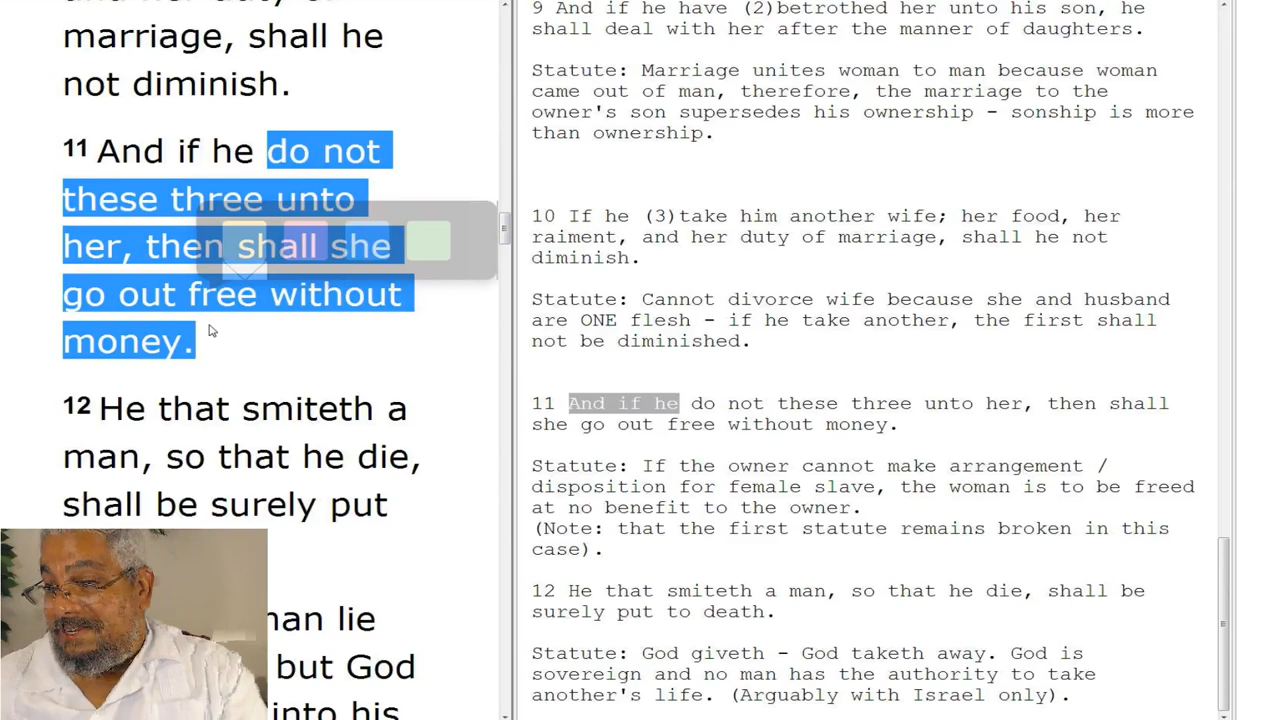 and her duty of
marriage, shall he
not diminish.
11 And if he do not
these three unto
her, then shall she
go out free without
money.
12 He that smiteth a
man, so that he die,
shall be surely put
man lie
but God
into his
9 And if he have (2)betrothed her unto his son, he
shall deal with her after the manner of daughters.
Statute: Marriage unites woman to man because woman
came out of man, therefore, the marriage to the
owner's son supersedes his ownership - sonship is more
than ownership.
10 If he (3)take him another wife; her food, her
raiment, and her duty of marriage, shall he not
diminish.
Statute: Cannot divorce wife because she and husband
are ONE flesh - if he take another, the first shall
not be diminished.
11 And if he do not these three unto her, then shall
she go out free without money.
Statute: If the owner cannot make arrangement /
disposition for female slave, the woman is to be freed
at no benefit to the owner.
(Note: that the first statute remains broken in this
case).
12 He that smiteth a man, so that he die, shall be
surely put to death.
Statute: God giveth - God taketh away. God is
sovereign and no man has the authority to take
another's life. (Arguably with Israel only).